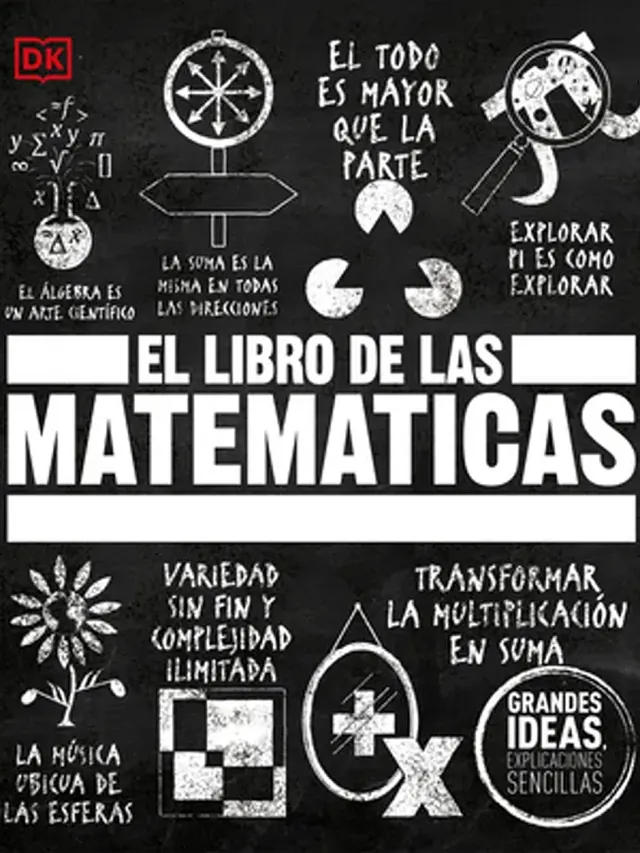 DK
EL TODO
ES MAYOR
QUE LA
PARTE
EL ÁLGEBRA ES
UN ARTE CIENTÍFICO
LA SUMA ES LA
MISMA EN TODAS
LAS DIRECCIONES
EXPLORAR
PI ES COMO
EXPLORAR
EL LIBRO DE LAS
MATEMATICAS
LA MÚSICA
UBICUA DE
LAS ESFERAS
VARIEDAD
SIN FIN Y
COMPLEJIDAD
ILIMITADA
TRANSFORMAR
LA MULTIPLICACIÓN
EN SUMA
GRANDES
IDEAS,
EXPLICACIONES
SENCILLAS